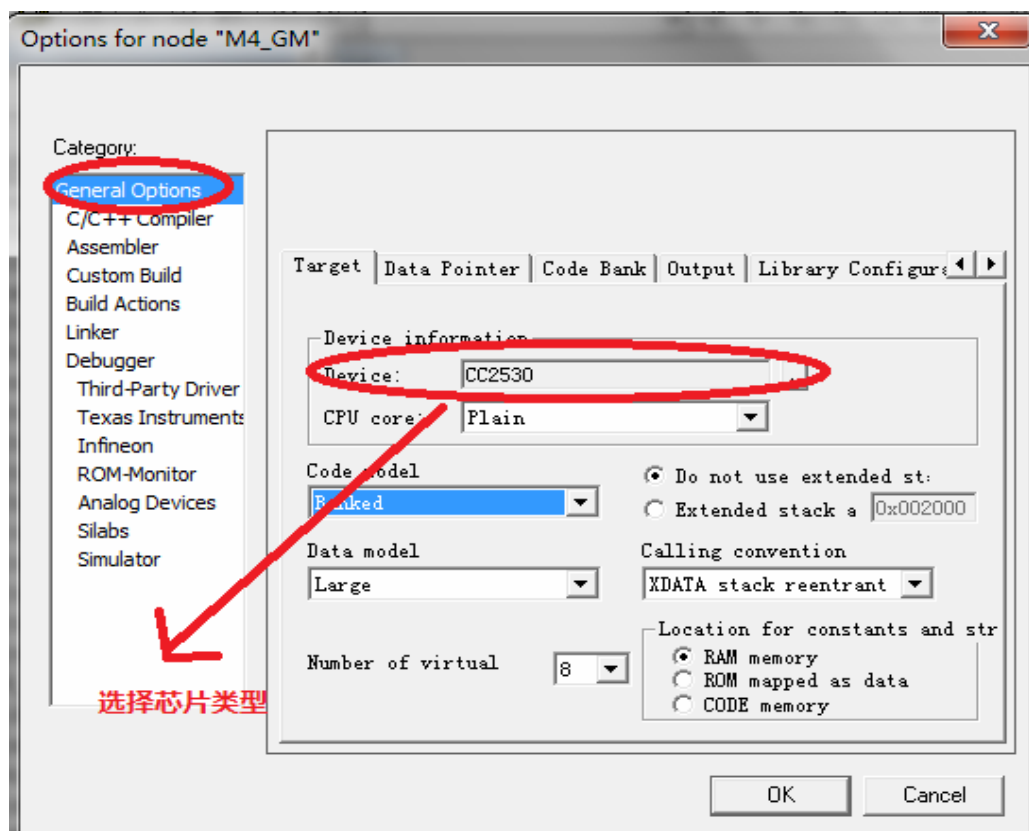 Options for node "M4_GM"
Category:
General Options
C/C++ Compiler
Assembler
Custom Build
Build Actions
Linker
Debugger
Third-Party Driver
Texas Instruments
Infineon
ROM-Monitor
Analog Devices
Silabs
Simulator
选择芯片类型
Target Data Pointer Code Bank Output Library Configura
Device information
Device: CC2530
CPU core: Plain
Code model
Banked
Do not use extended st
Extended stack a 0x002000
Data model
Large
Calling convention
XDATA stack reentrant
Number of virtual 8
Location for constants and str
RAM memory
ROM mapped as data
CODE memory
OK Cancel